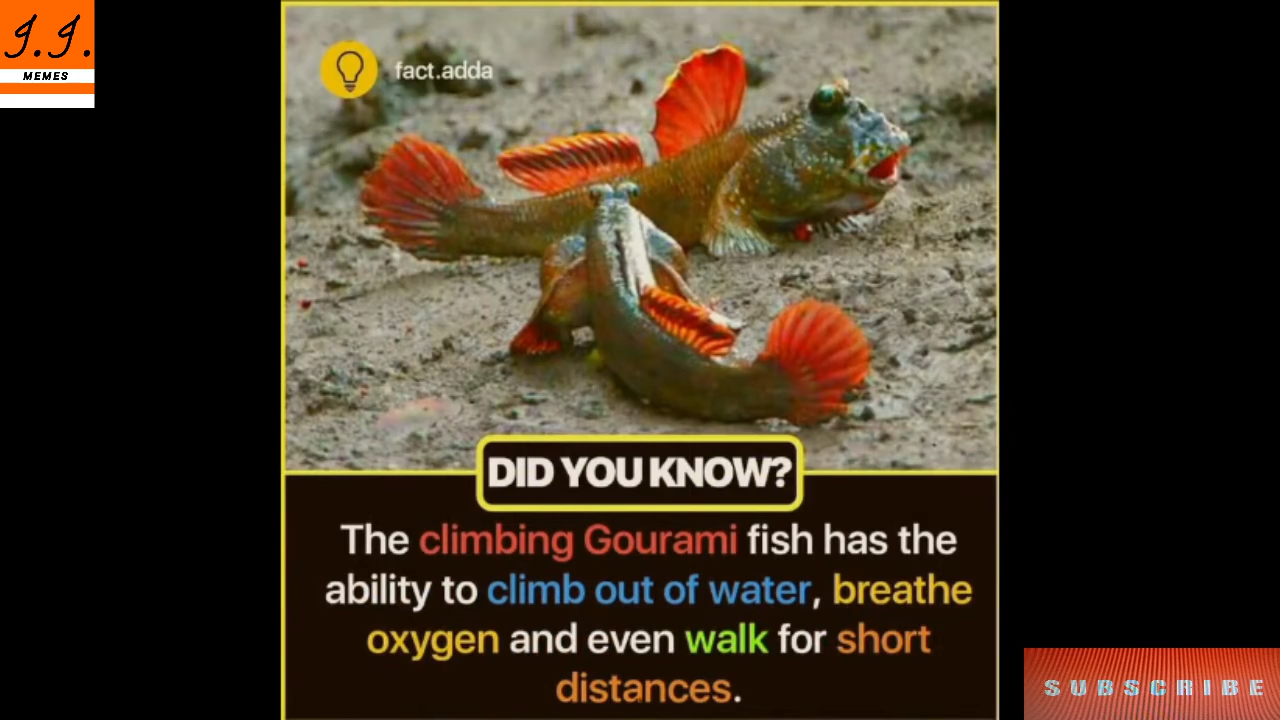 J.J.
MEMES
fact.adda
DID YOU KNOW?
The climbing Gourami fish has the
ability to climb out of water, breathe
oxygen and even walk for short
distances.
SUBSCRIBE